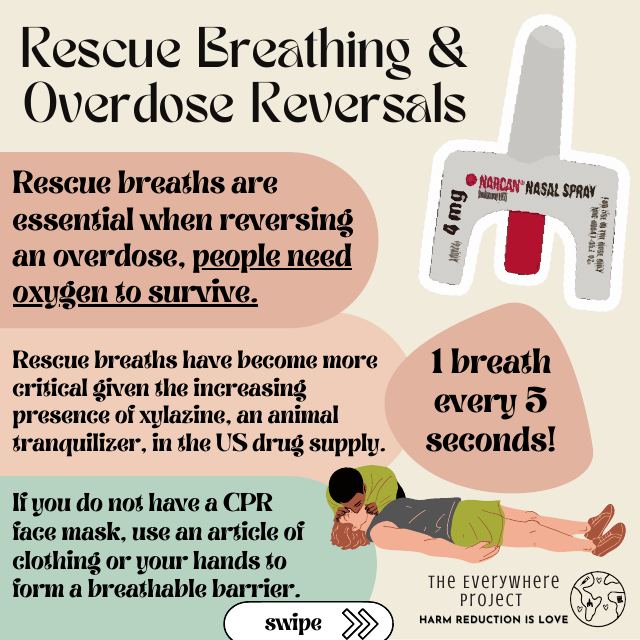 Rescue Breathing &
Overdose Reversals
NARCAN® NASAL SPRAY
4 mg
Rescue breaths are
essential when reversing
an overdose, people need
oxygen to survive.
Rescue breaths have become more
critical given the increasing
presence of xylazine, an animal
tranquilizer, in the US drug supply.
1 breath
every 5
seconds!
If you do not have a CPR
face mask, use an article of
clothing or your hands to
form a breathable barrier.
THE EVERYWHERE
PROJECT
HARM REDUCTION IS LOVE
swipe